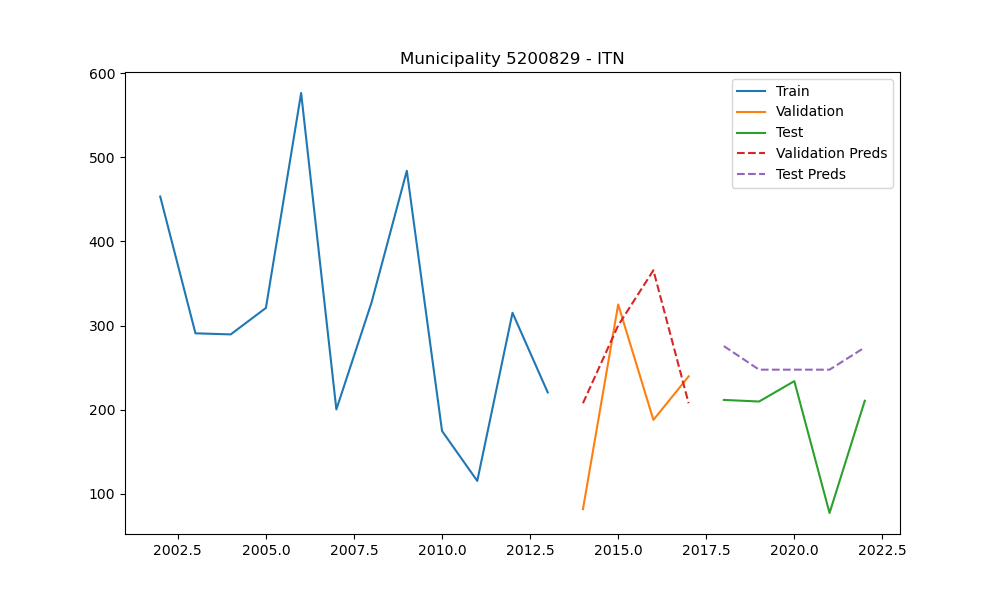 Municipality 5200829 - ITN
600
500
400
300
200
100
2002.5 2005.0 2007.5 2010.0 2012.5 2015.0 2017.5 2020.0 2022.5
Train
Validation
Test
Validation Preds
Test Preds